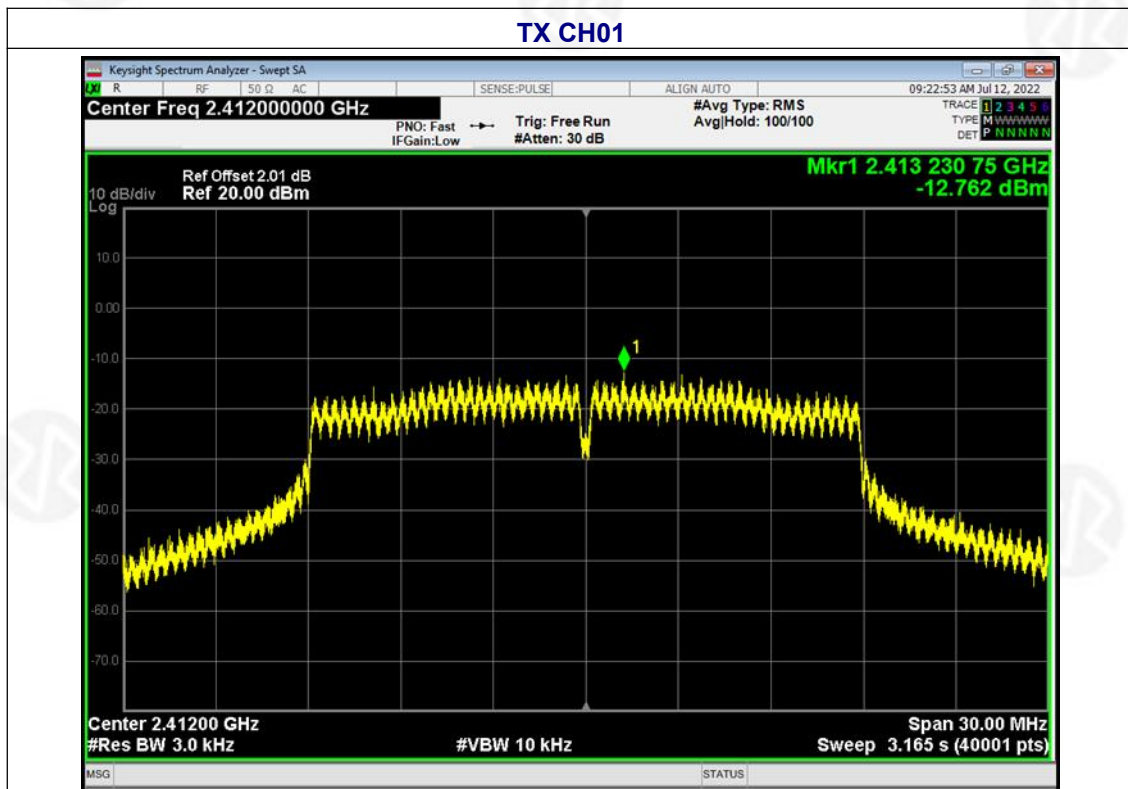 TX CH01
Keysight Spectrum Analyzer - Swept SA
LXI R RF 50 Ω AC SENSE:PULSE ALIGN AUTO 09:22:53 AM Jul 12, 2022
Center Freq 2.412000000 GHz
PNO: Fast
IFGain:Low
Trig: Free Run
#Atten: 30 dB
#Avg Type: RMS
Avg|Hold: 100/100
TRACE 1 2 3 4 5 6
TYPE M WWWWW
DET P N N N N N
Mkr1 2.413 230 75 GHz
-12.762 dBm
Ref Offset 2.01 dB
10 dB/div Ref 20.00 dBm
Log
10.0
0.00
-10.0
-20.0
-30.0
-40.0
-50.0
-60.0
-70.0
1
Center 2.41200 GHz Span 30.00 MHz
#Res BW 3.0 kHz #VBW 10 kHz Sweep 3.165 s (40001 pts)
MSG STATUS